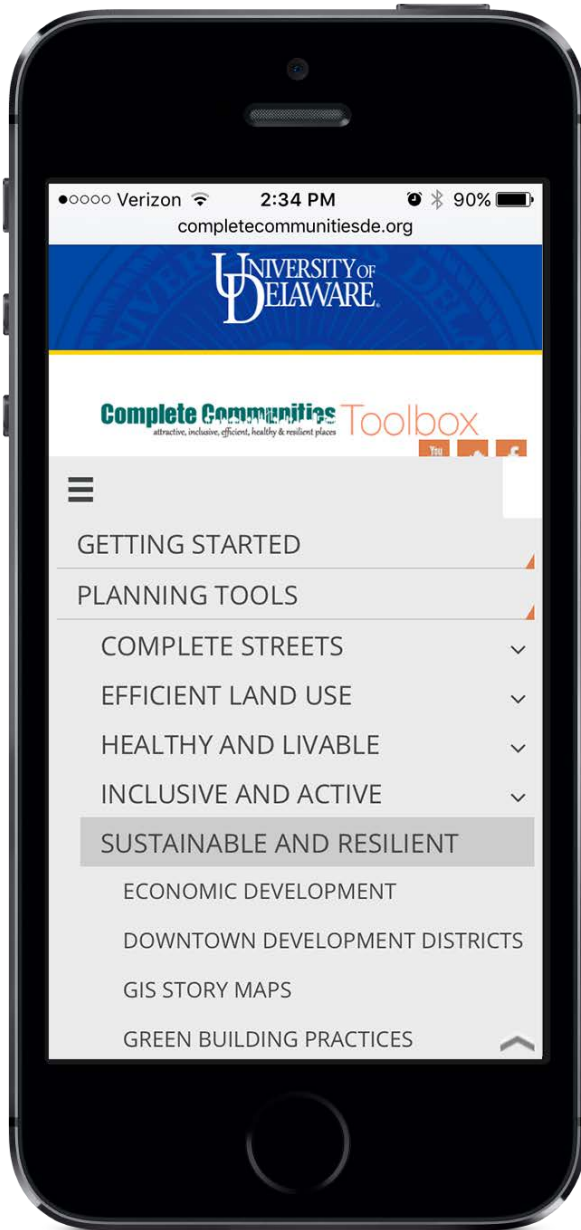 Verizon 2:34 PM 90%
completecommunitiesde.org
UNIVERSITY OF
DELAWARE
Complete Communities Toolbox
attractive, inclusive, efficient, healthy & resilient places
You
GETTING STARTED
PLANNING TOOLS
COMPLETE STREETS
EFFICIENT LAND USE
HEALTHY AND LIVABLE
INCLUSIVE AND ACTIVE
SUSTAINABLE AND RESILIENT
ECONOMIC DEVELOPMENT
DOWNTOWN DEVELOPMENT DISTRICTS
GIS STORY MAPS
GREEN BUILDING PRACTICES